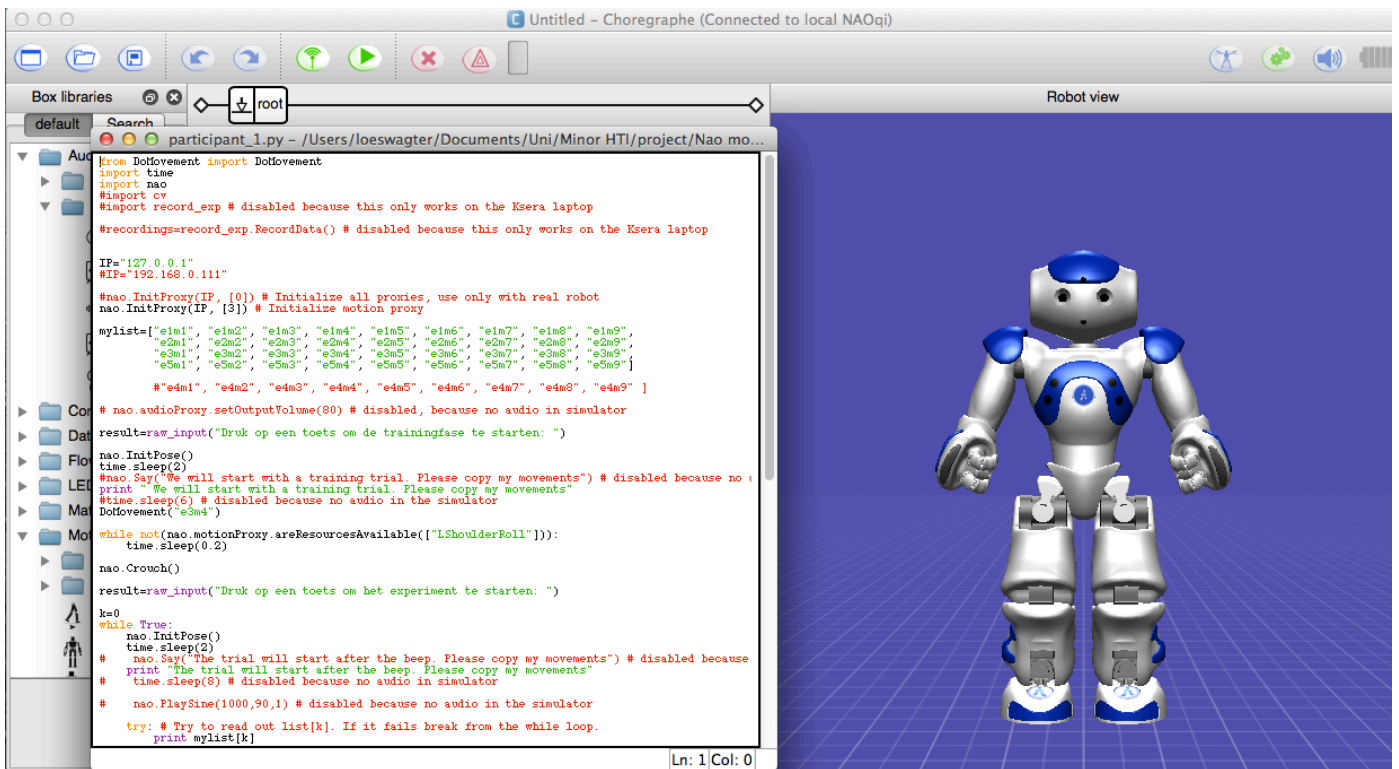 Untitled – Choregraphe (Connected to local NAOqi)
Box libraries
root
Robot view
default Search
participant_1.py – /Users/loeswagter/Documents/Uni/Minor HTI/project/Nao mo...
Aud
Cor
Dat
Flo
LED
Mat
Mot
from DoMovement import DoMovement
import time
import nao
#import cv
#import record_exp # disabled because this only works on the Ksera laptop
#recordings=record_exp.RecordData() # disabled because this only works on the Ksera laptop
IP="127.0.0.1"
#IP="192.168.0.111"
#nao.InitProxy(IP, [0]) # Initialize all proxies, use only with real robot
nao.InitProxy(IP, [3]) # Initialize motion proxy
mylist=["e1m1", "e1m2", "e1m3", "e1m4", "e1m5", "e1m6", "e1m7", "e1m8", "e1m9",
"e2m1", "e2m2", "e2m3", "e2m4", "e2m5", "e2m6", "e2m7", "e2m8", "e2m9",
"e3m1", "e3m2", "e3m3", "e3m4", "e3m5", "e3m6", "e3m7", "e3m8", "e3m9",
"e5m1", "e5m2", "e5m3", "e5m4", "e5m5", "e5m6", "e5m7", "e5m8", "e5m9"]
#"e4m1", "e4m2", "e4m3", "e4m4", "e4m5", "e4m6", "e4m7", "e4m8", "e4m9" ]
# nao.audioProxy.setOutputVolume(80) # disabled, because no audio in simulator
result=raw_input("Druk op een toets om de trainingfase te starten: ")
nao.InitPose()
time.sleep(2)
#nao.Say("We will start with a training trial. Please copy my movements") # disabled because no a
print " We will start with a training trial. Please copy my movements"
#time.sleep(6) # disabled because no audio in the simulator
DoMovement("e3m4")
while not(nao.motionProxy.areResourcesAvailable(["LShoulderRoll"])):
time.sleep(0.2)
nao.Crouch()
result=raw_input("Druk op een toets om het experiment te starten: ")
k=0
while True:
nao.InitPose()
time.sleep(2)
# nao.Say("The trial will start after the beep. Please copy my movements") # disabled because
print "The trial will start after the beep. Please copy my movements"
# time.sleep(8) # disabled because no audio in simulator
# nao.PlaySine(1000,90,1) # disabled because no audio in the simulator
try: # Try to read out list[k]. If it fails break from the while loop.
print mylist[k]
Ln: 1 Col: 0